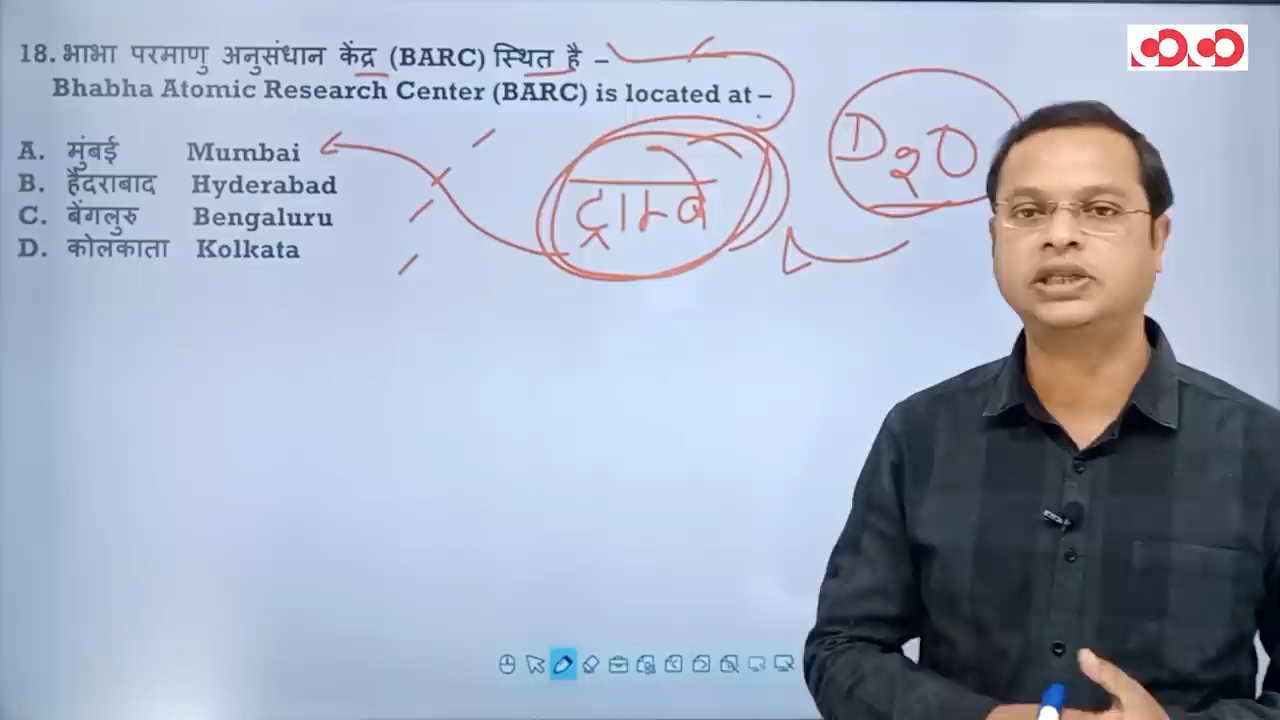 18. भाभा परमाणु अनुसंधान केंद्र (BARC) स्थित है –
Bhabha Atomic Research Center (BARC) is located at –
A. मुंबई Mumbai
B. हैदराबाद Hyderabad
C. बेंगलुरु Bengaluru
D. कोलकाता Kolkata
ट्राम्बे
D2O